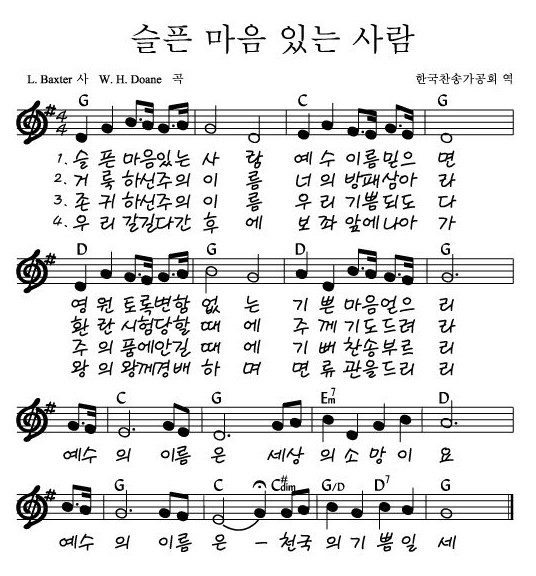 슬픈 마음 있는 사람
L. Baxter 사 W. H. Doane 곡 한국찬송가공회 역
G C G
4/4
1. 슬 픈 마음있는 사 람 예 수 이름믿으 면
2. 거 룩 하신주의 이 름 너 의 방패삼아 라
3. 존 귀 하신주의 이 름 우 리 기쁨되도 다
4. 우 리 갈길다간 후 에 보 좌 앞에나아 가
D G D G
영 원 토록변함 없 는 기 쁜 마음얻으 리
환 란 시험당할 때 에 주 께 기도드려 라
주 의 품에안길 때 에 기 뻐 찬송부르 리
왕 의 왕께경배 하 며 면 류 관을드리 리
C G Em7 D
예수 의 이름 은 세상 의 소 망 이 요
G C C#dim G/D D7 G
예수 의 이름 은 - 천국 의 기 쁨 일 세